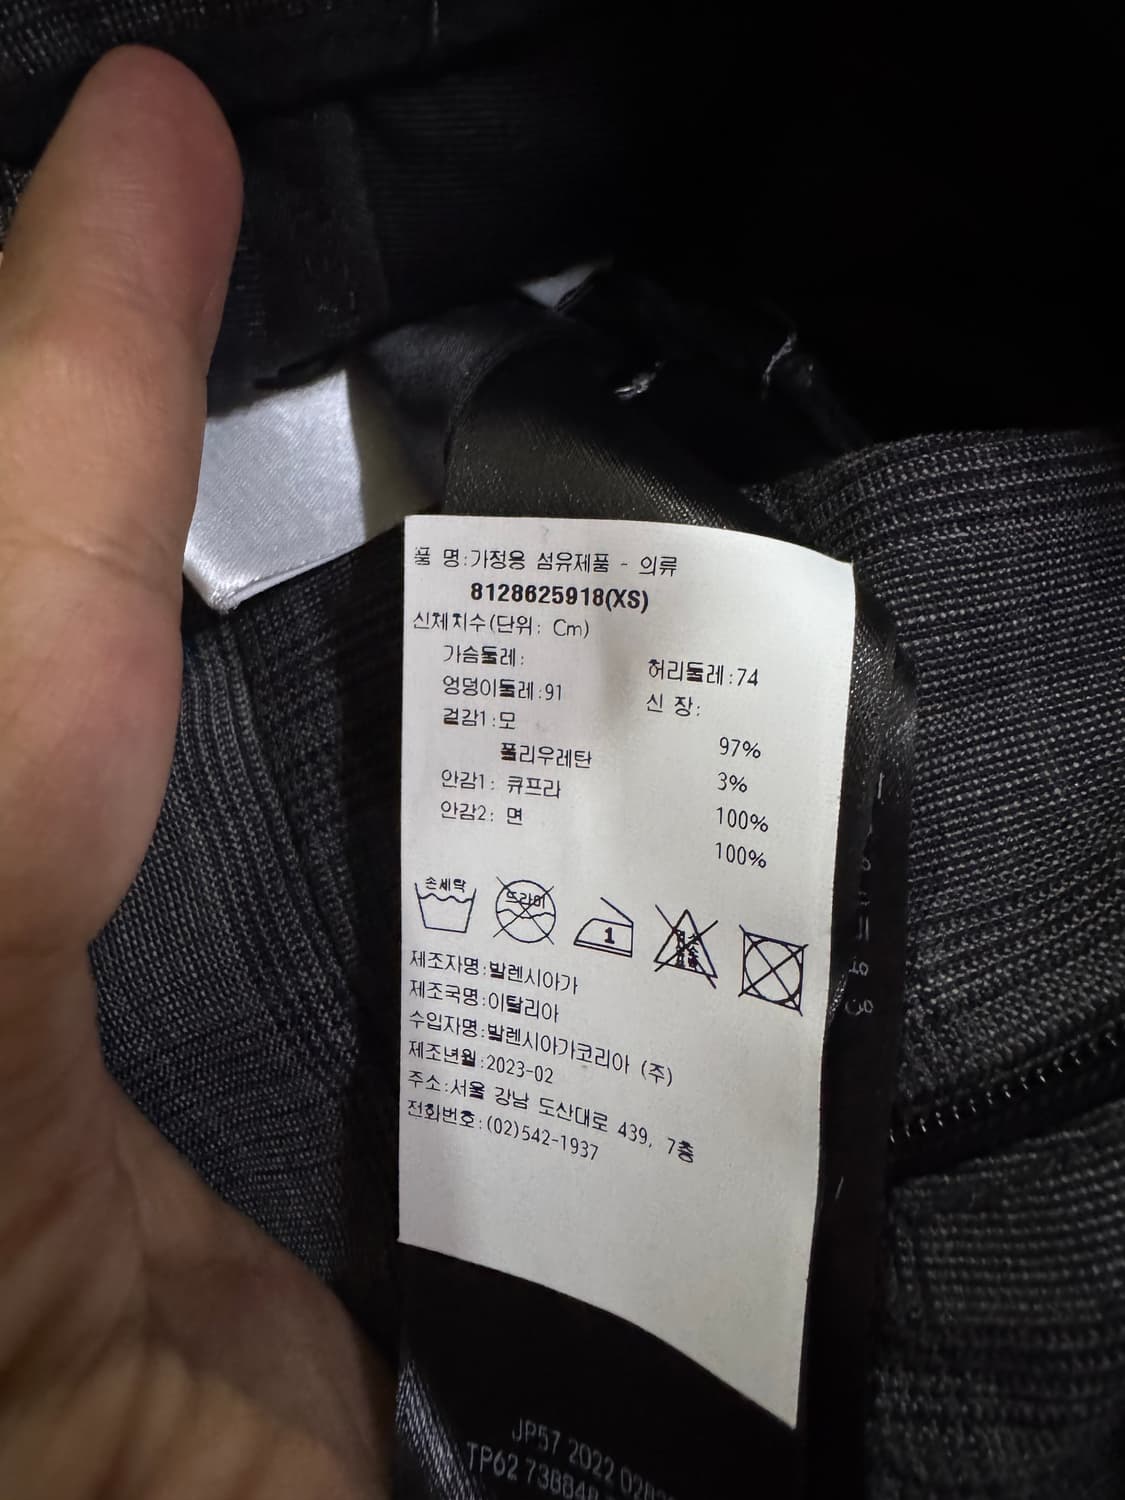 품 명:가정용 섬유제품 - 의류
8128625918(XS)
신체치수(단위: Cm)
가슴둘레:
허리둘레:74
엉덩이둘레:91
신 장:
겉감1:모 97%
폴리우레탄 3%
안감1: 큐프라 100%
안감2: 면 100%
손세탁
드라이
1
제조자명:발렌시아가
제조국명:이탈리아
수입자명:발렌시아가코리아 (주)
제조년월:2023-02
주소:서울 강남 도산대로 439, 7층
전화번호:(02)542-1937
JP57 2022
TP62